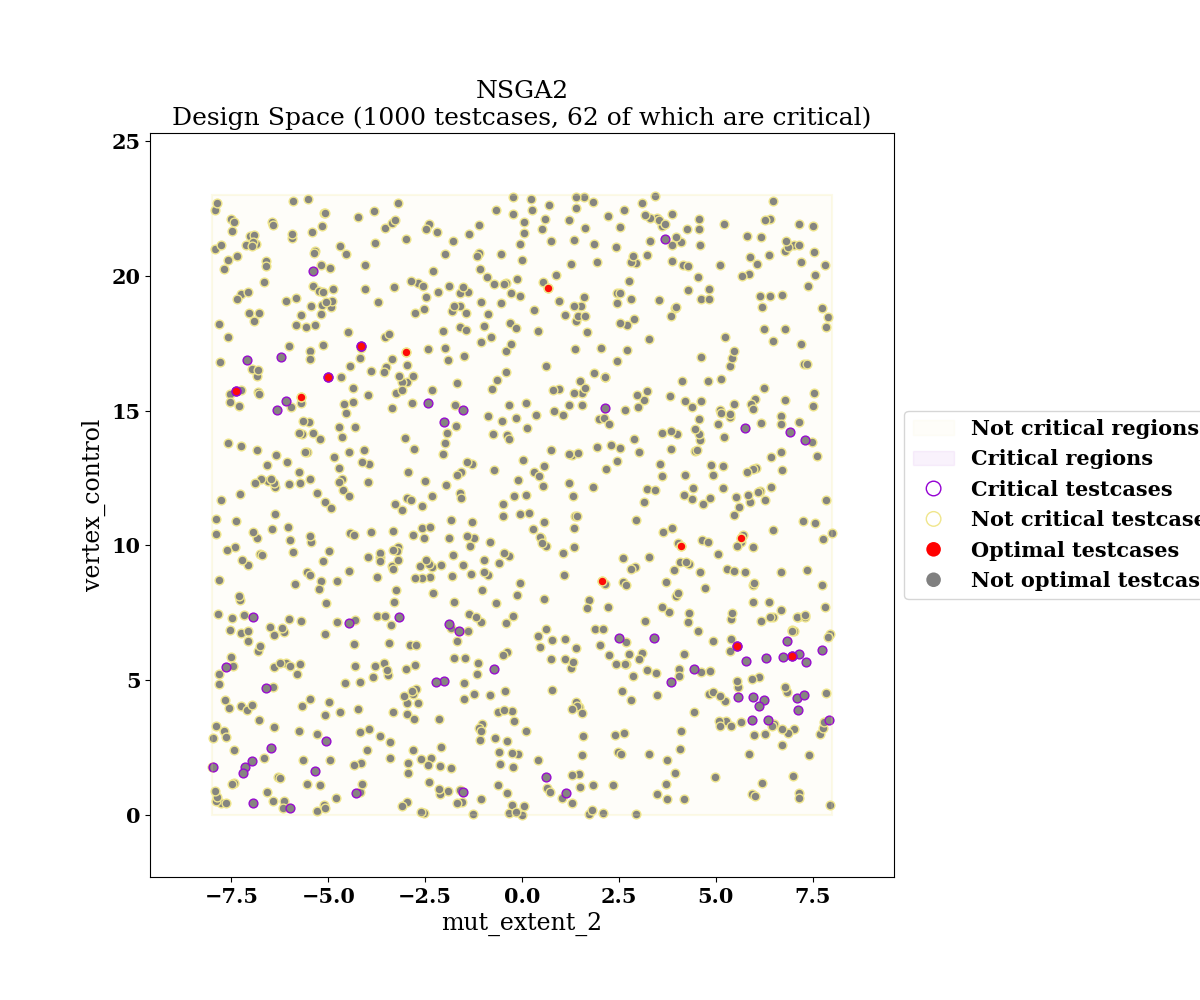 NSGA2
Design Space (1000 testcases, 62 of which are critical)
25
20
15
10
5
0
vertex_control
−7.5
−5.0
−2.5
0.0
2.5
5.0
7.5
mut_extent_2
Not critical regions
Critical regions
Critical testcases
Not critical testcase
Optimal testcases
Not optimal testcas